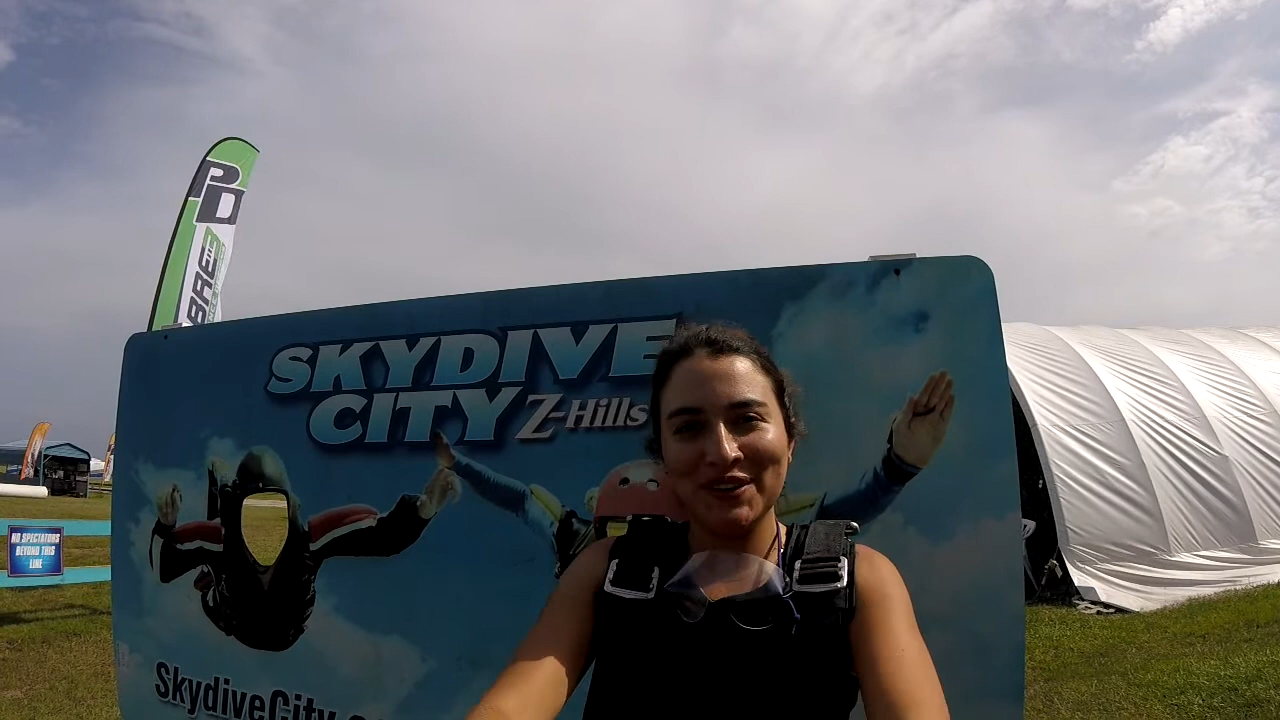 PD
SKYDIVE
CITY Z-Hills
NO SPECTATORS
BEYOND THIS
LINE
SkydiveCity